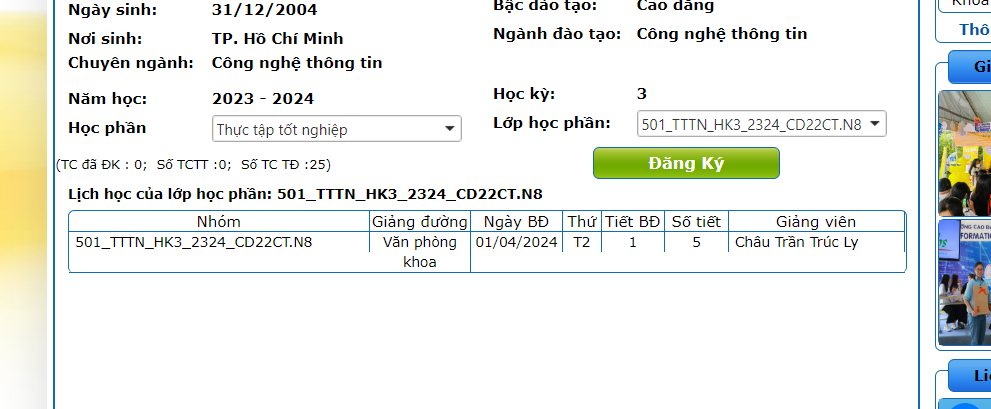 Ngày sinh: 31/12/2004 Bậc đào tạo: Cao đẳng
Nơi sinh: TP. Hồ Chí Minh Ngành đào tạo: Công nghệ thông tin
Chuyên ngành: Công nghệ thông tin
Năm học: 2023 - 2024 Học kỳ: 3
Học phần Thực tập tốt nghiệp Lớp học phần: 501_TTTN_HK3_2324_CD22CT.N8
(TC đã ĐK : 0; Số TCTT :0; Số TC TĐ :25) Đăng Ký
Lịch học của lớp học phần: 501_TTTN_HK3_2324_CD22CT.N8
Nhóm Giảng đường Ngày BĐ Thứ Tiết BĐ Số tiết Giảng viên
501_TTTN_HK3_2324_CD22CT.N8 Văn phòng khoa 01/04/2024 T2 1 5 Châu Trần Trúc Ly
Khoa
Thô
Gi
Li